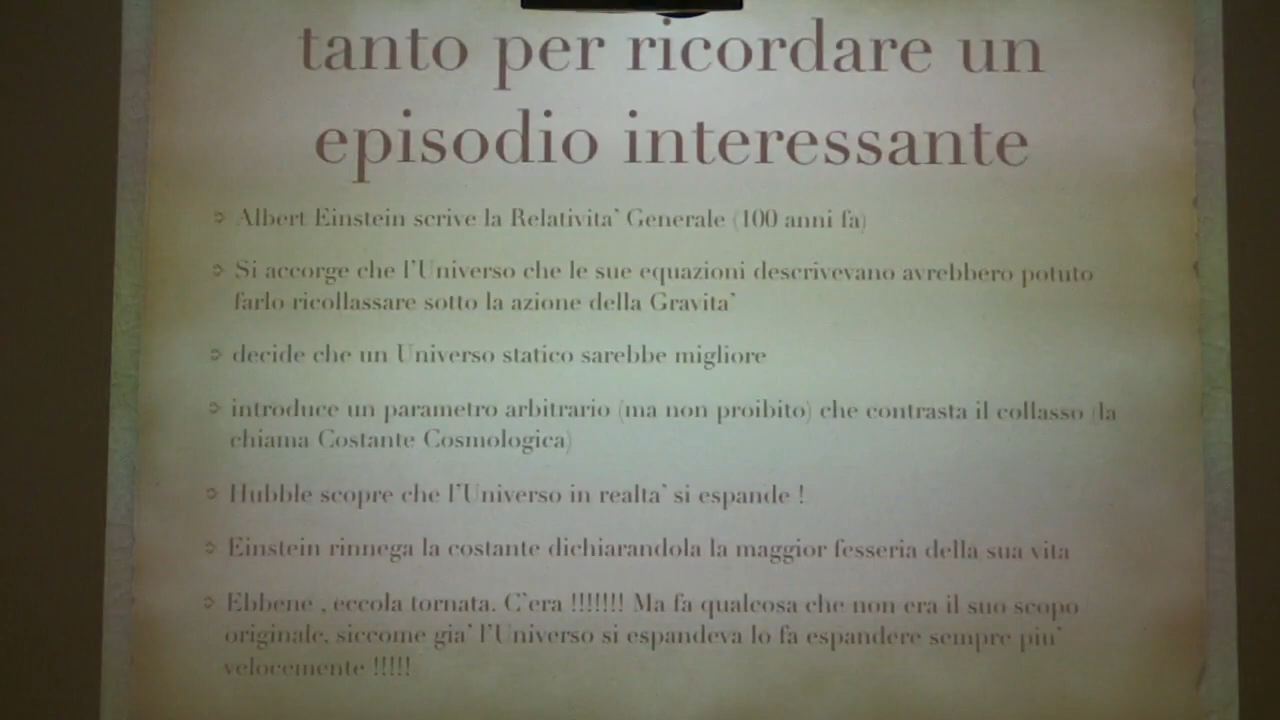 tanto per ricordare un
episodio interessante
Albert Einstein scrive la Relativita` Generale (100 anni fa)
Si accorge che l'Universo che le sue equazioni descrivevano avrebbero potuto
farlo ricollassare sotto la azione della Gravita`
decide che un Universo statico sarebbe migliore
introduce un parametro arbitrario (ma non proibito) che contrasta il collasso (la
chiama Costante Cosmologica)
Hubble scopre che l'Universo in realta` si espande !
Einstein rinnega la costante dichiarandola la maggior fesseria della sua vita
Ebbene , eccola tornata. C`era !!!!!!! Ma fa qualcosa che non era il suo scopo
originale, siccome gia` l'Universo si espandeva lo fa espandere sempre piu`
velocemente !!!!!